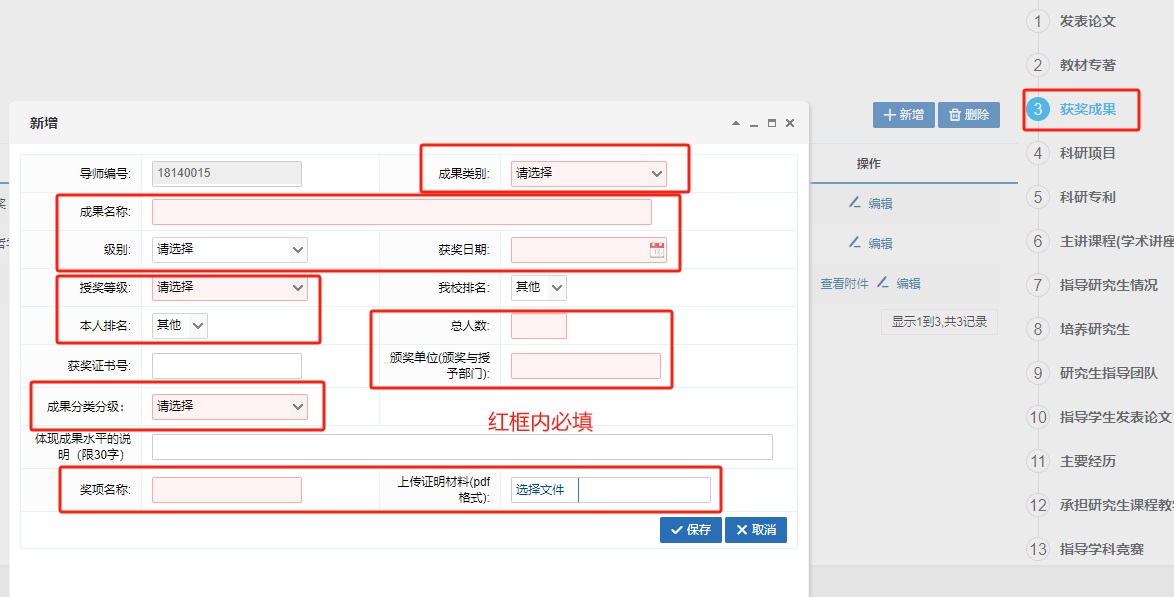 1 发表论文
2 教材专著
3 获奖成果
4 科研项目
5 科研专利
6 主讲课程(学术讲座
7 指导研究生情况
8 培养研究生
9 研究生指导团队
10 指导学生发表论文
11 主要经历
12 承担研究生课程教学
13 指导学科竞赛
新增 删除
操作
编辑
编辑
查看附件 编辑
显示1到3,共3记录
新增
导师编号: 18140015 成果类别: 请选择
成果名称:
级别: 请选择 获奖日期:
授奖等级: 请选择 我校排名: 其他
本人排名: 其他 总人数:
获奖证书号: 颁奖单位(颁奖与授
予部门):
成果分类分级: 请选择
红框内必填
体现成果水平的说
明（限30字）
奖项名称: 上传证明材料(pdf
格式): 选择文件
保存 取消